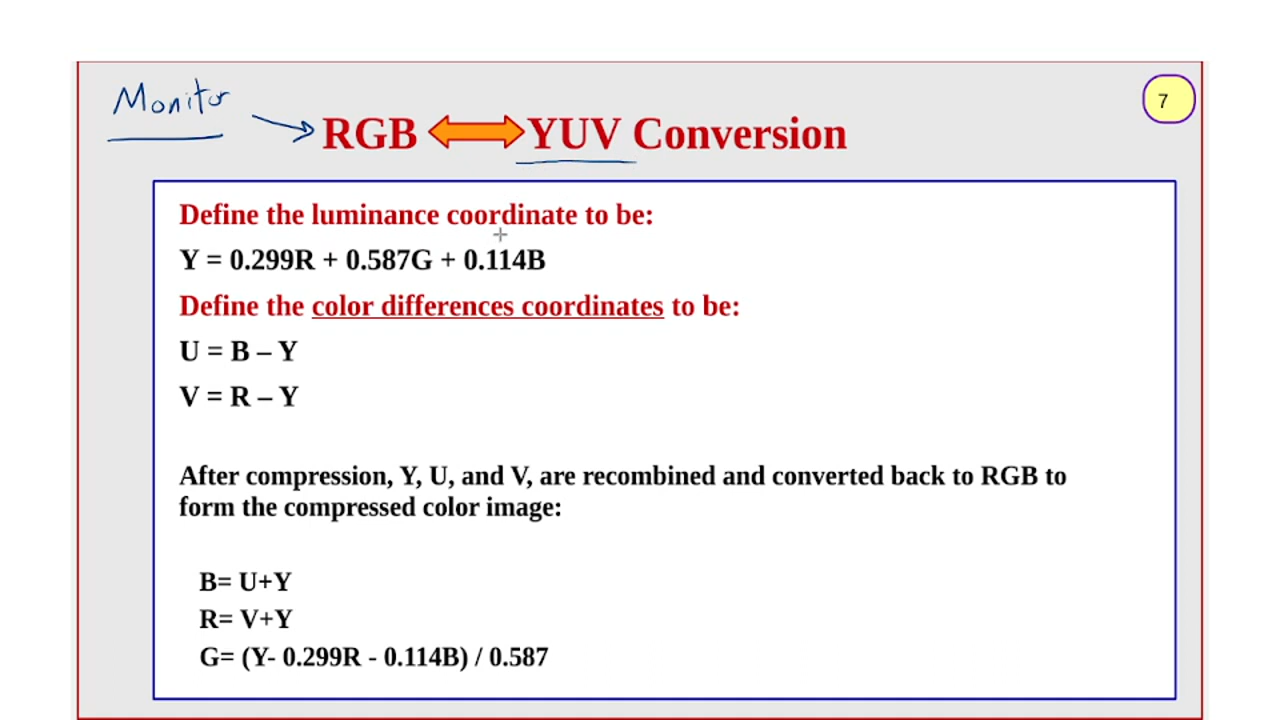 Monitor
7
RGB YUV Conversion
Define the luminance coordinate to be:
Y = 0.299R + 0.587G + 0.114B
Define the color differences coordinates to be:
U = B – Y
V = R – Y
After compression, Y, U, and V, are recombined and converted back to RGB to
form the compressed color image:
B= U+Y
R= V+Y
G= (Y- 0.299R - 0.114B) / 0.587